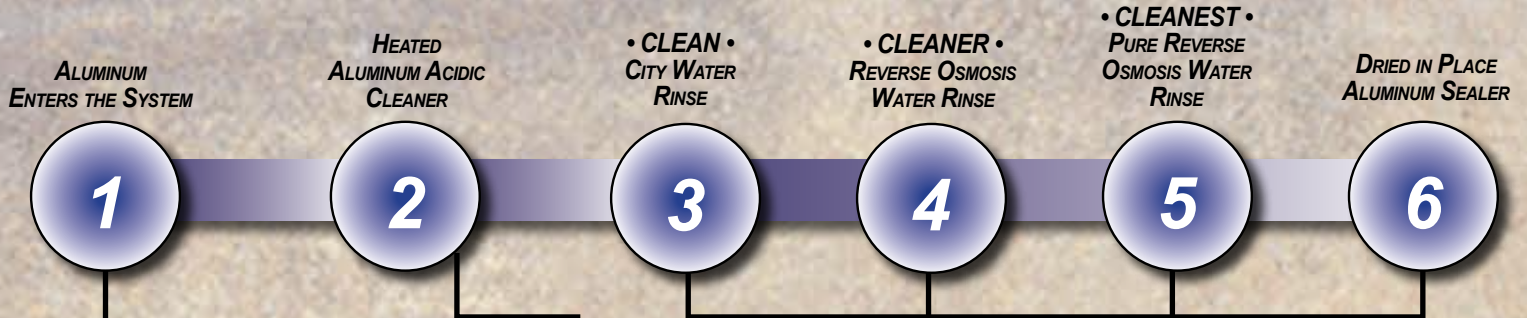 ALUMINUM
ENTERS THE SYSTEM
HEATED
ALUMINUM ACIDIC
CLEANER
• CLEAN •
CITY WATER
RINSE
• CLEANER •
REVERSE OSMOSIS
WATER RINSE
• CLEANEST •
PURE REVERSE
OSMOSIS WATER
RINSE
DRIED IN PLACE
ALUMINUM SEALER
1
2
3
4
5
6